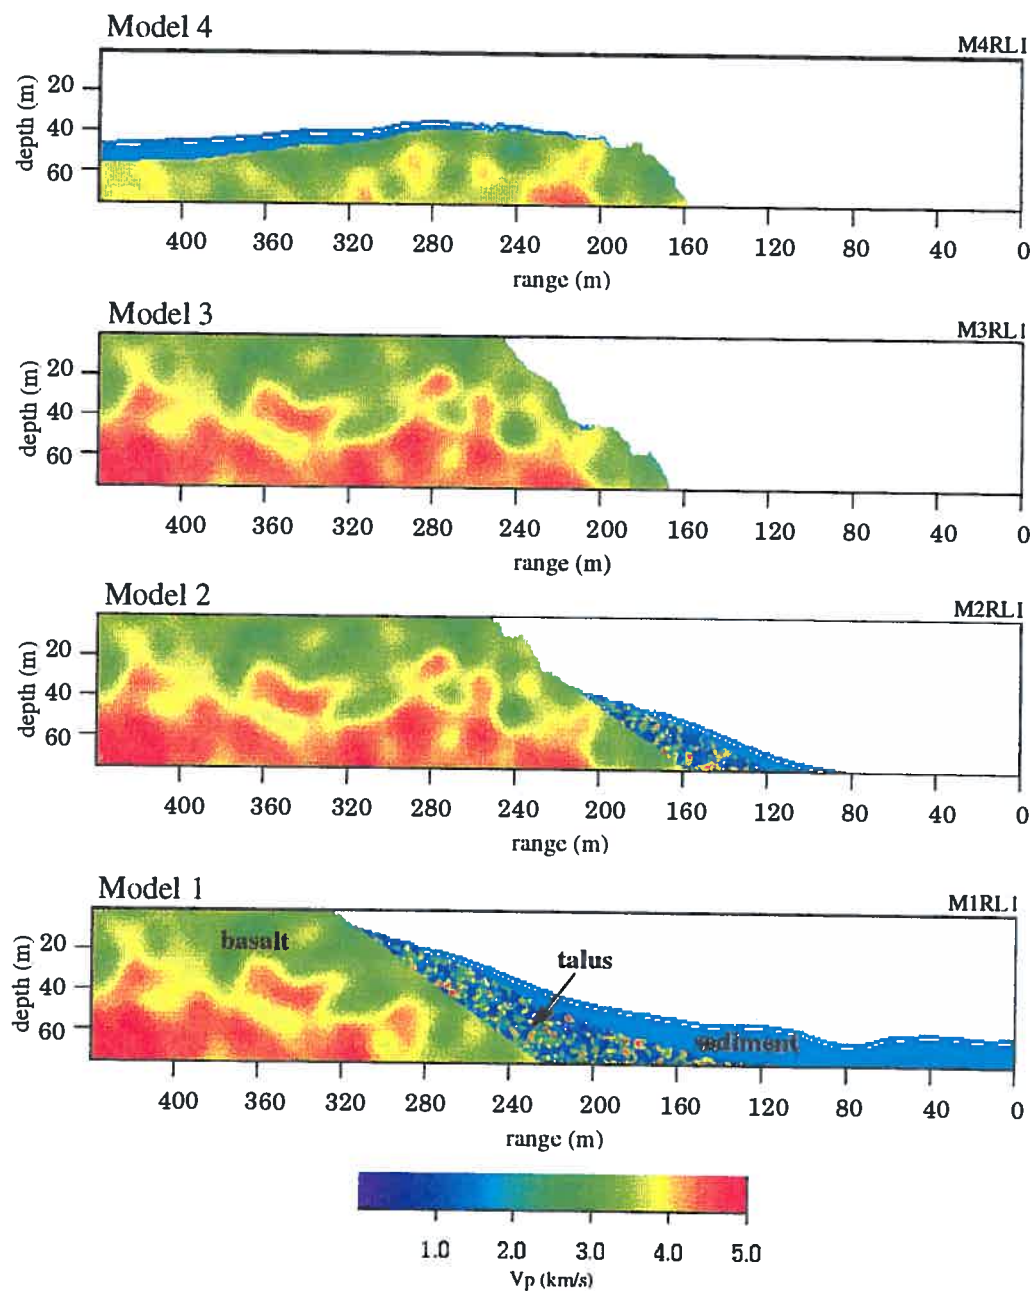 Model 4
M4RL1
depth (m)
20
40
60
400 360 320 280 240 200 160 120 80 40 0
range (m)
Model 3
M3RL1
depth (m)
20
40
60
400 360 320 280 240 200 160 120 80 40 0
range (m)
Model 2
M2RL1
depth (m)
20
40
60
400 360 320 280 240 200 160 120 80 40 0
range (m)
Model 1
M1RL1
depth (m)
20
40
60
basalt
talus
sediment
400 360 320 280 240 200 160 120 80 40 0
range (m)
1.0 2.0 3.0 4.0 5.0
Vp (km/s)